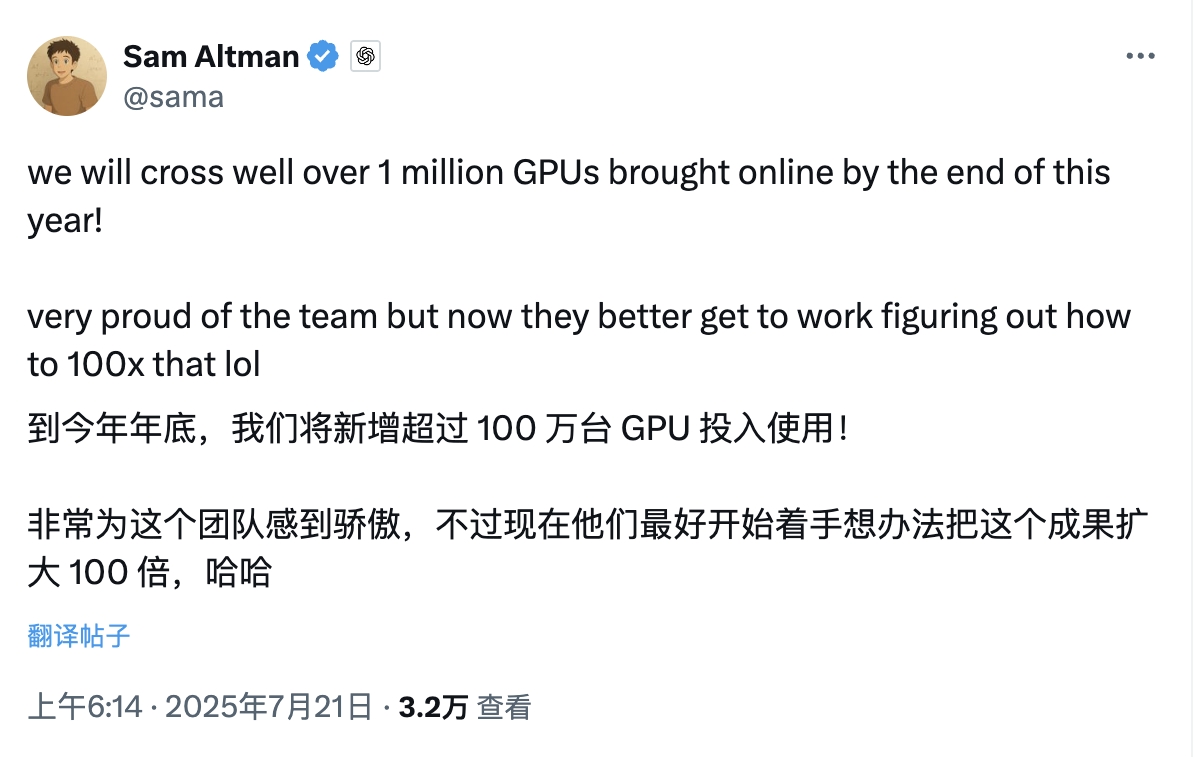 Sam Altman
@sama
we will cross well over 1 million GPUs brought online by the end of this
year!
very proud of the team but now they better get to work figuring out how
to 100x that lol
到今年年底，我们将新增超过 100 万台 GPU 投入使用！
非常为这个团队感到骄傲，不过现在他们最好开始着手想办法把这个成果扩
大 100 倍，哈哈
翻译帖子
上午6:14 · 2025年7月21日 · 3.2万 查看